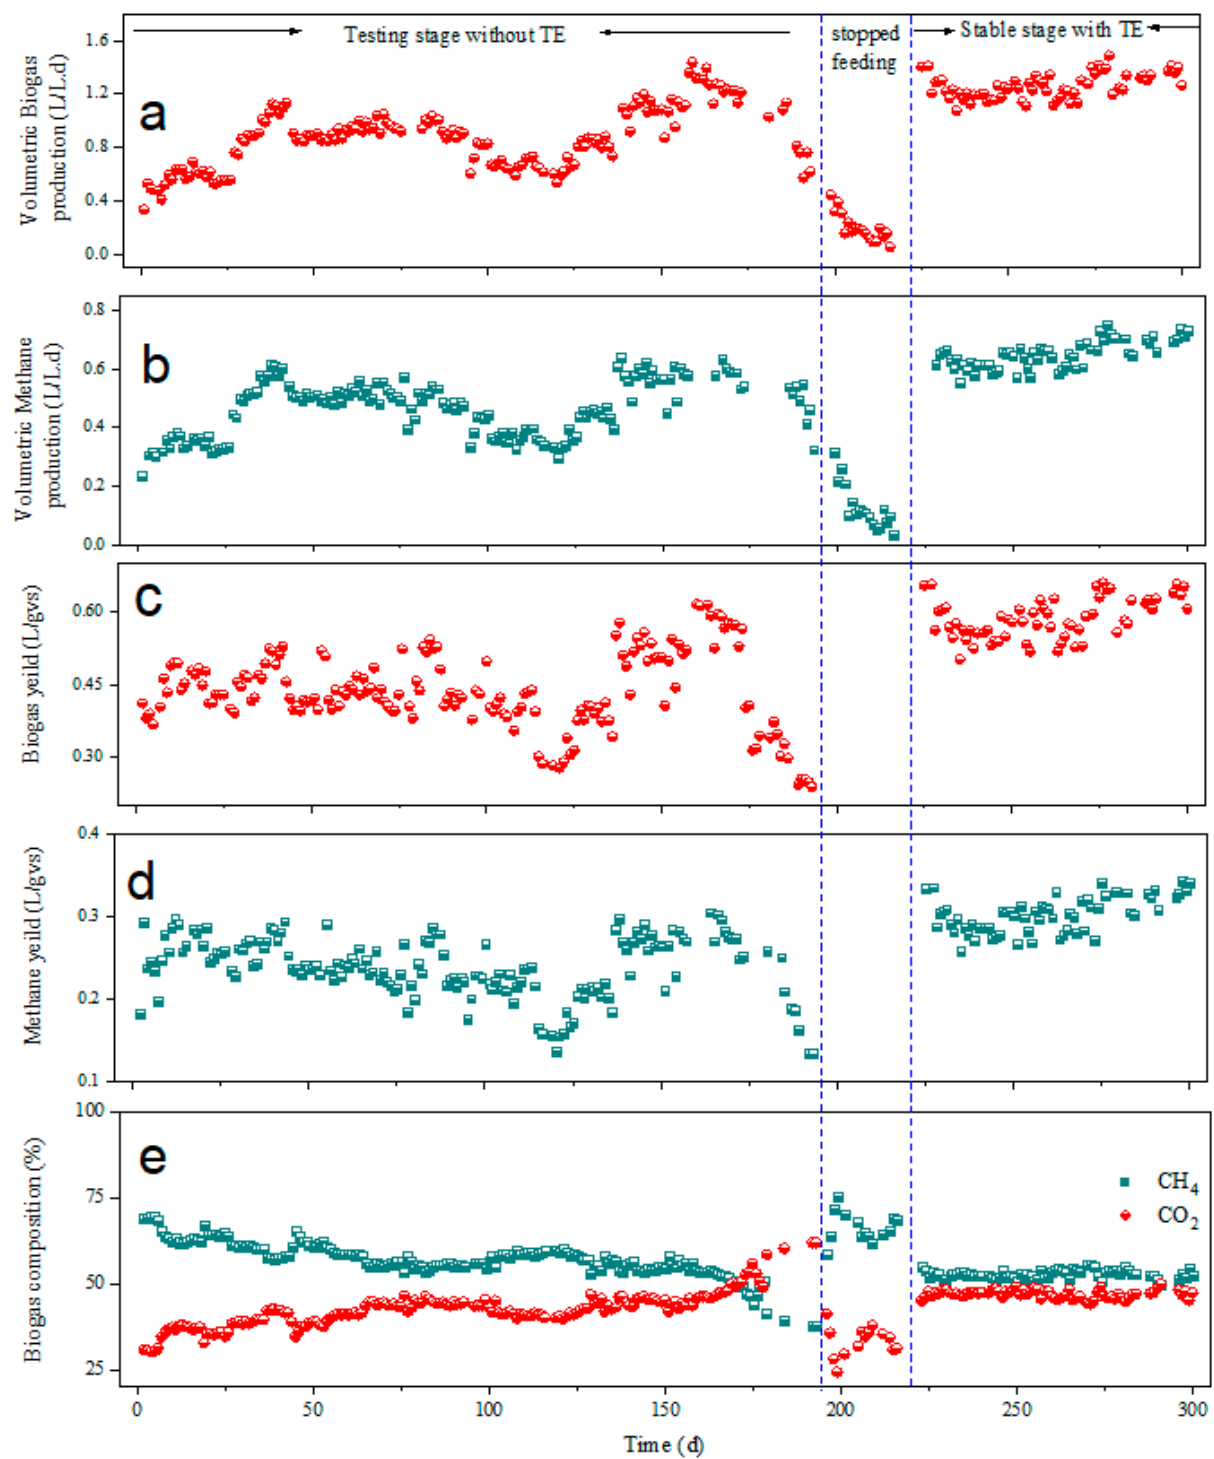 Testing stage without TE
stopped
feeding
Stable stage with TE
a
Volumetric Biogas
production (L/L.d)
1.6
1.2
0.8
0.4
0.0
b
Volumetric Methane
production (L/L.d)
0.8
0.6
0.4
0.2
0.0
c
Biogas yeild (L/gvs)
0.60
0.45
0.30
d
Methane yeild (L/gvs)
0.4
0.3
0.2
0.1
e
Biogas composition (%)
100
75
50
25
CH4
CO2
0 50 100 150 200 250 300
Time (d)